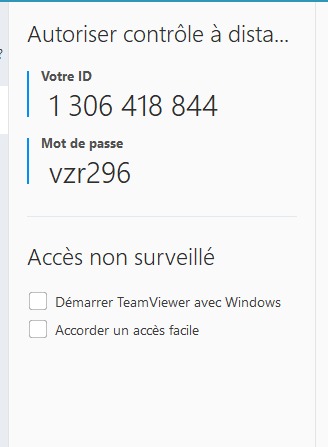 Autoriser contrôle à dista...
?
Votre ID
1 306 418 844
Mot de passe
vzr296
Accès non surveillé
Démarrer TeamViewer avec Windows
Accorder un accès facile